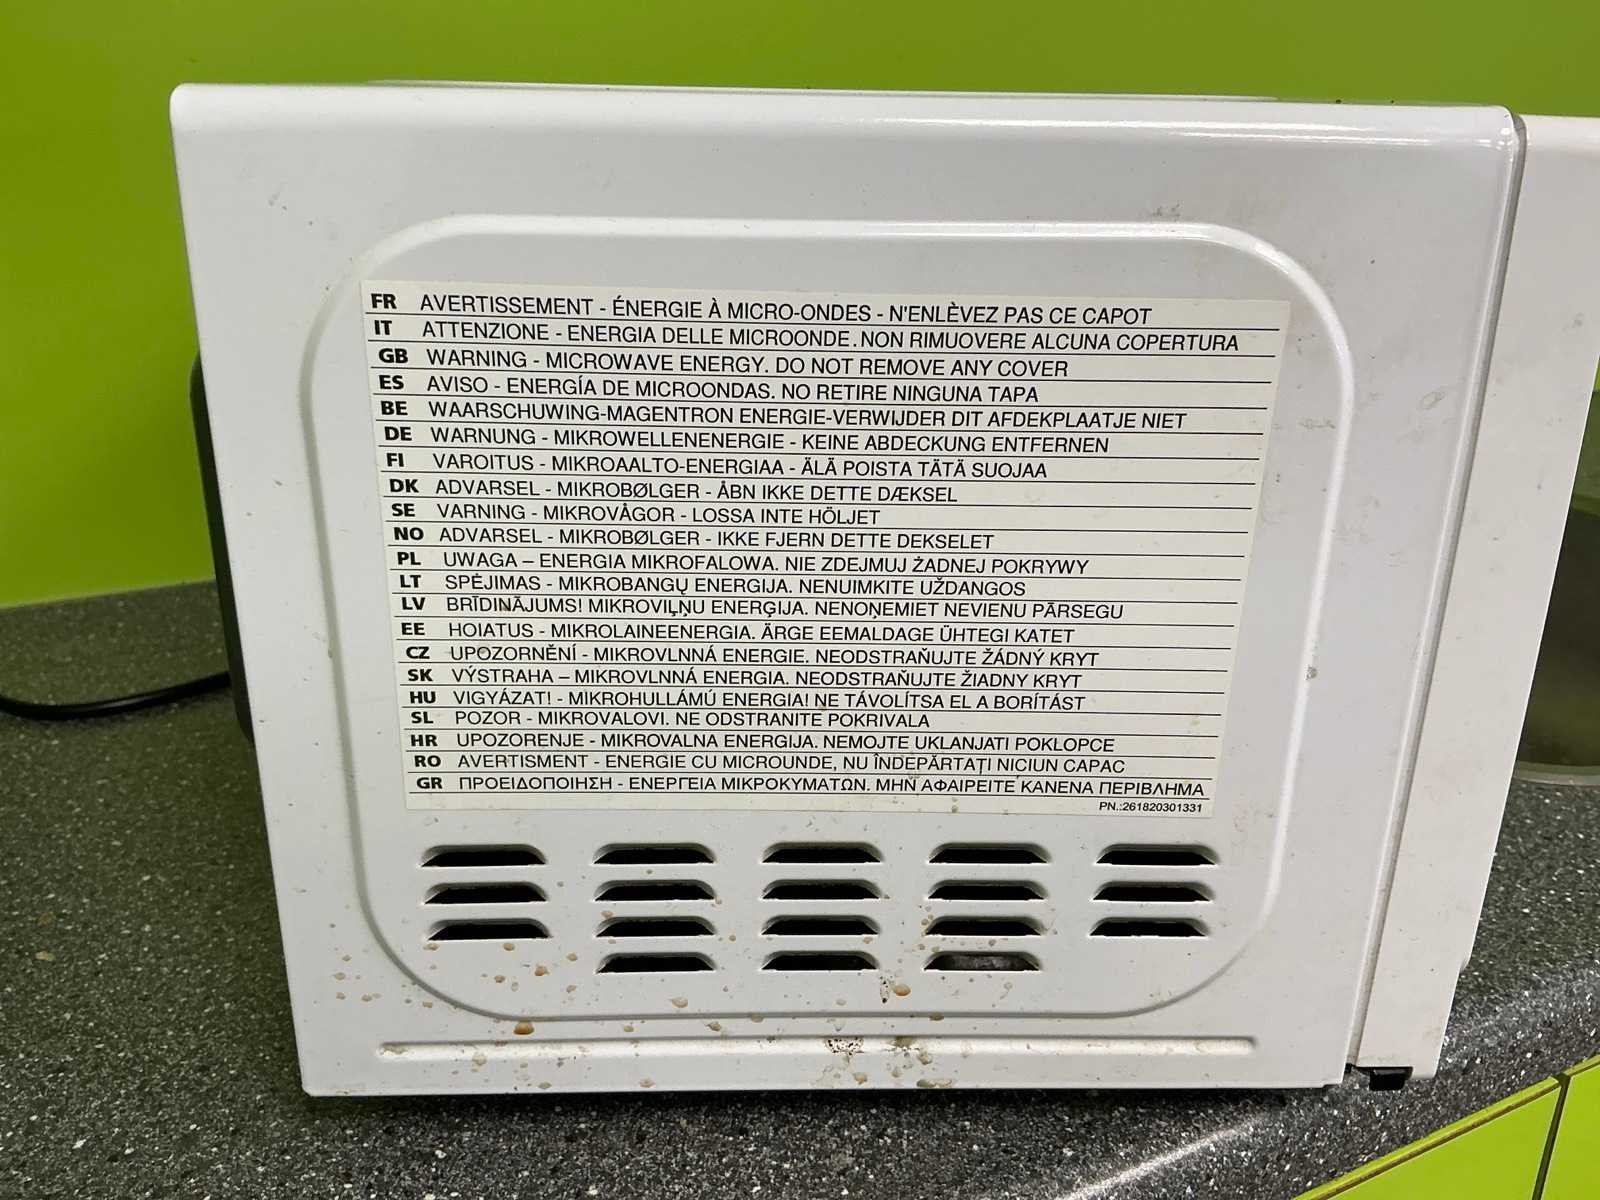 FR AVERTISSEMENT - ÉNERGIE À MICRO-ONDES - N'ENLÈVEZ PAS CE CAPOT
IT ATTENZIONE - ENERGIA DELLE MICROONDE. NON RIMUOVERE ALCUNA COPERTURA
GB WARNING - MICROWAVE ENERGY. DO NOT REMOVE ANY COVER
ES AVISO - ENERGÍA DE MICROONDAS. NO RETIRE NINGUNA TAPA
BE WAARSCHUWING-MAGENTRON ENERGIE-VERWIJDER DIT AFDEKPLAATJE NIET
DE WARNUNG - MIKROWELLENENERGIE - KEINE ABDECKUNG ENTFERNEN
FI VAROITUS - MIKROAALTO-ENERGIAA - ÄLÄ POISTA TÄTÄ SUOJAA
DK ADVARSEL - MIKROBØLGER - ÅBN IKKE DETTE DÆKSEL
SE VARNING - MIKROVÅGOR - LOSSA INTE HÖLJET
NO ADVARSEL - MIKROBØLGER - IKKE FJERN DETTE DEKSELET
PL UWAGA – ENERGIA MIKROFALOWA. NIE ZDEJMUJ ŻADNEJ POKRYWY
LT SPĖJIMAS - MIKROBANGŲ ENERGIJA. NENUIMKITE UŽDANGOS
LV BRĪDINĀJUMS! MIKROVIĻŅU ENERĢIJA. NENOŅEMIET NEVIENU PĀRSEGU
EE HOIATUS - MIKROLAINEENERGIA. ÄRGE EEMALDAGE ÜHTEGI KATET
CZ UPOZORNĚNÍ - MIKROVLNNÁ ENERGIE. NEODSTRAŇUJTE ŽÁDNÝ KRYT
SK VÝSTRAHA – MIKROVLNNÁ ENERGIA. NEODSTRAŇUJTE ŽIADNY KRYT
HU VIGYÁZAT! - MIKROHULLÁMÚ ENERGIA! NE TÁVOLÍTSA EL A BORÍTÁST
SL POZOR - MIKROVALOVI. NE ODSTRANITE POKRIVALA
HR UPOZORENJE - MIKROVALNA ENERGIJA. NEMOJTE UKLANJATI POKLOPCE
RO AVERTISMENT - ENERGIE CU MICROUNDE, NU ÎNDEPĂRTAŢI NICIUN CAPAC
GR ΠΡΟΕΙΔΟΠΟΙΗΣΗ - ΕΝΕΡΓΕΙΑ ΜΙΚΡΟΚΥΜΑΤΩΝ. ΜΗΝ ΑΦΑΙΡΕΙΤΕ ΚΑΝΕΝΑ ΠΕΡΙΒΛΗΜΑ
PN.:261820301331